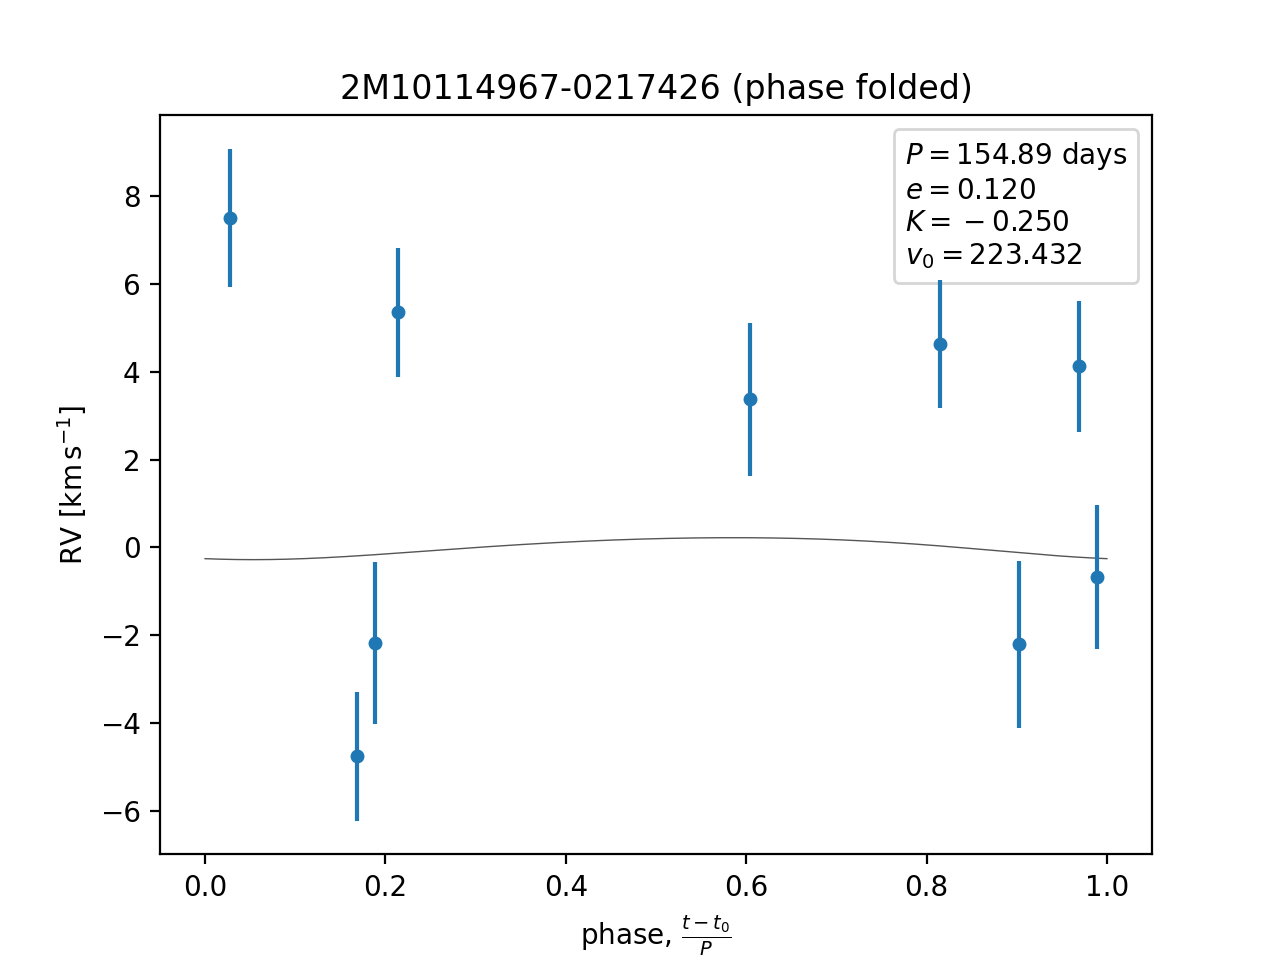 2M10114967-0217426 (phase folded)
P = 154.89 days
e = 0.120
K = −0.250
v₀ = 223.432
RV [km s⁻¹]
8
6
4
2
0
−2
−4
−6
0.0 0.2 0.4 0.6 0.8 1.0
phase, (t − t₀)/P